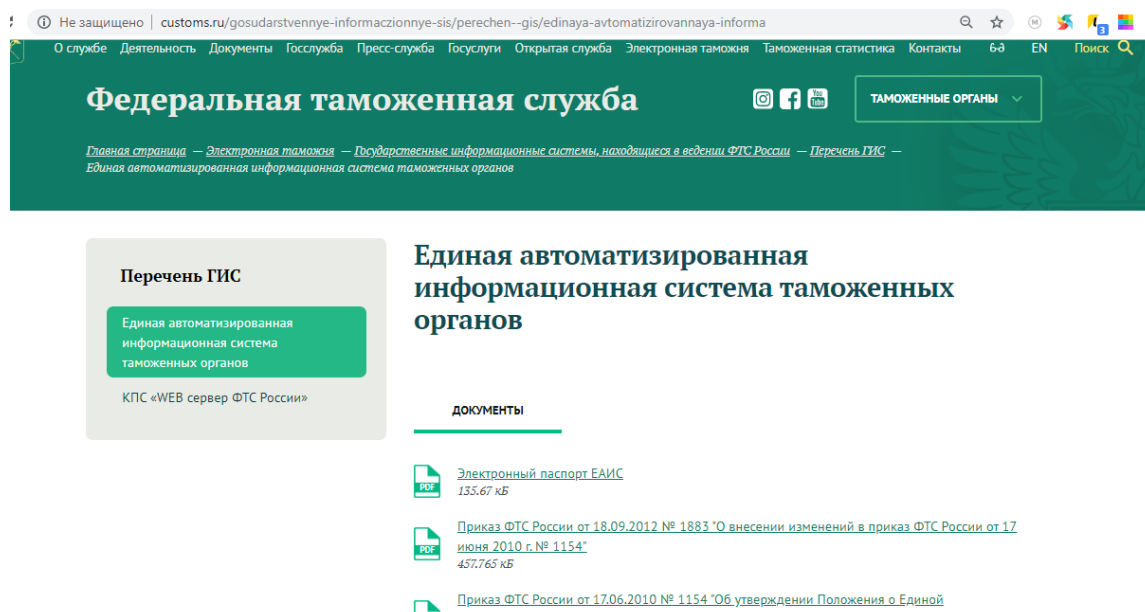 Не защищено | customs.ru/gosudarstvennye-informaczionnye-sis/perechen--gis/edinaya-avtomatizirovannaya-informa
О службе Деятельность Документы Госслужба Пресс-служба Госуслуги Открытая служба Электронная таможня Таможенная статистика Контакты EN Поиск
Федеральная таможенная служба
You Tube
ТАМОЖЕННЫЕ ОРГАНЫ
Главная страница — Электронная таможня — Государственные информационные системы, находящиеся в ведении ФТС России — Перечень ГИС —
Единая автоматизированная информационная система таможенных органов
Перечень ГИС
Единая автоматизированная
информационная система
таможенных органов
КПС «WEB сервер ФТС России»
Единая автоматизированная
информационная система таможенных
органов
ДОКУМЕНТЫ
PDF
Электронный паспорт ЕАИС
135.67 кБ
PDF
Приказ ФТС России от 18.09.2012 № 1883 "О внесении изменений в приказ ФТС России от 17
июня 2010 г. № 1154"
457.765 кБ
Приказ ФТС России от 17.06.2010 № 1154 "Об утверждении Положения о Единой